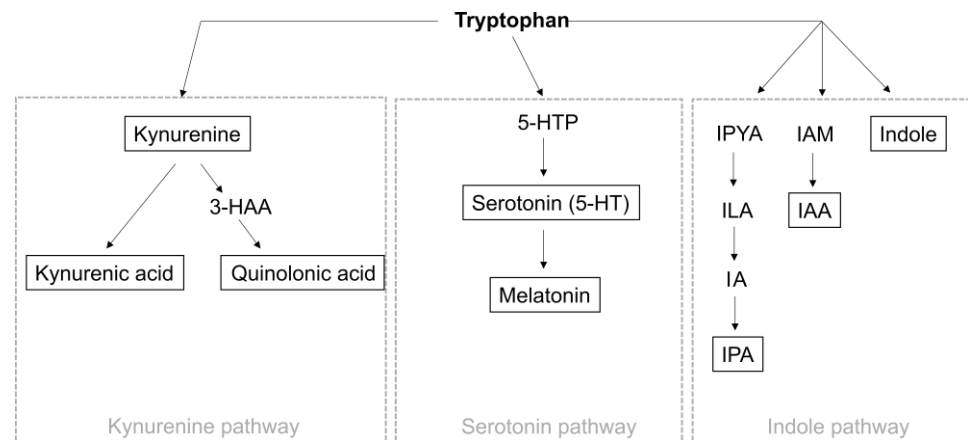 Tryptophan
Kynurenine
3-HAA
Kynurenic acid
Quinolonic acid
Kynurenine pathway
5-HTP
Serotonin (5-HT)
Melatonin
Serotonin pathway
IPYA
IAM
Indole
ILA
IAA
IA
IPA
Indole pathway